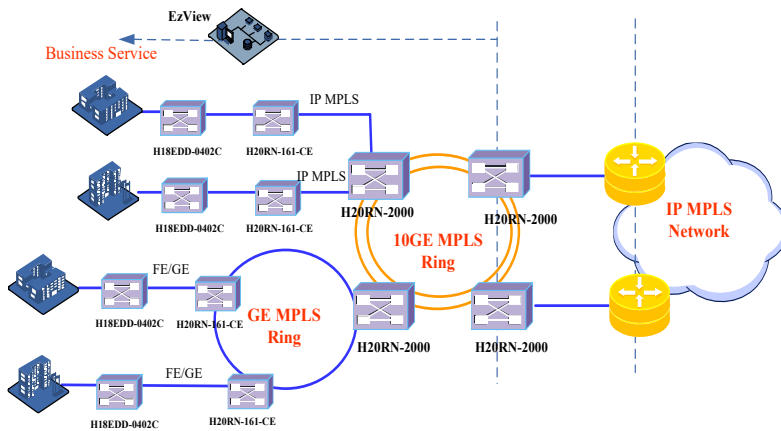 EzView
Business Service
IP MPLS
H18EDD-0402C
H20RN-161-CE
IP MPLS
H18EDD-0402C
H20RN-161-CE
H20RN-2000
H20RN-2000
10GE MPLS
Ring
IP MPLS
Network
FE/GE
H18EDD-0402C
H20RN-161-CE
GE MPLS
Ring
H20RN-2000
H20RN-2000
FE/GE
H18EDD-0402C
H20RN-161-CE